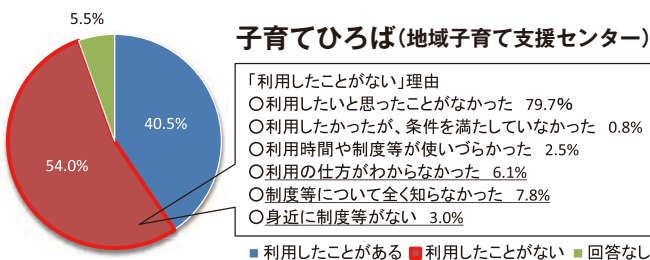 5.5%
子育てひろば(地域子育て支援センター)
「利用したことがない」理由
○利用したいと思ったことがなかった 79.7%
40.5%
○利用したかったが、条件を満たしていなかった 0.8%
○利用時間や制度等が使いづらかった 2.5%
54.0%
○利用の仕方がわからなかった 6.1%
○制度等について全く知らなかった 7.8%
○身近に制度等がない 3.0%
■利用したことがある ■利用したことがない ■回答なし